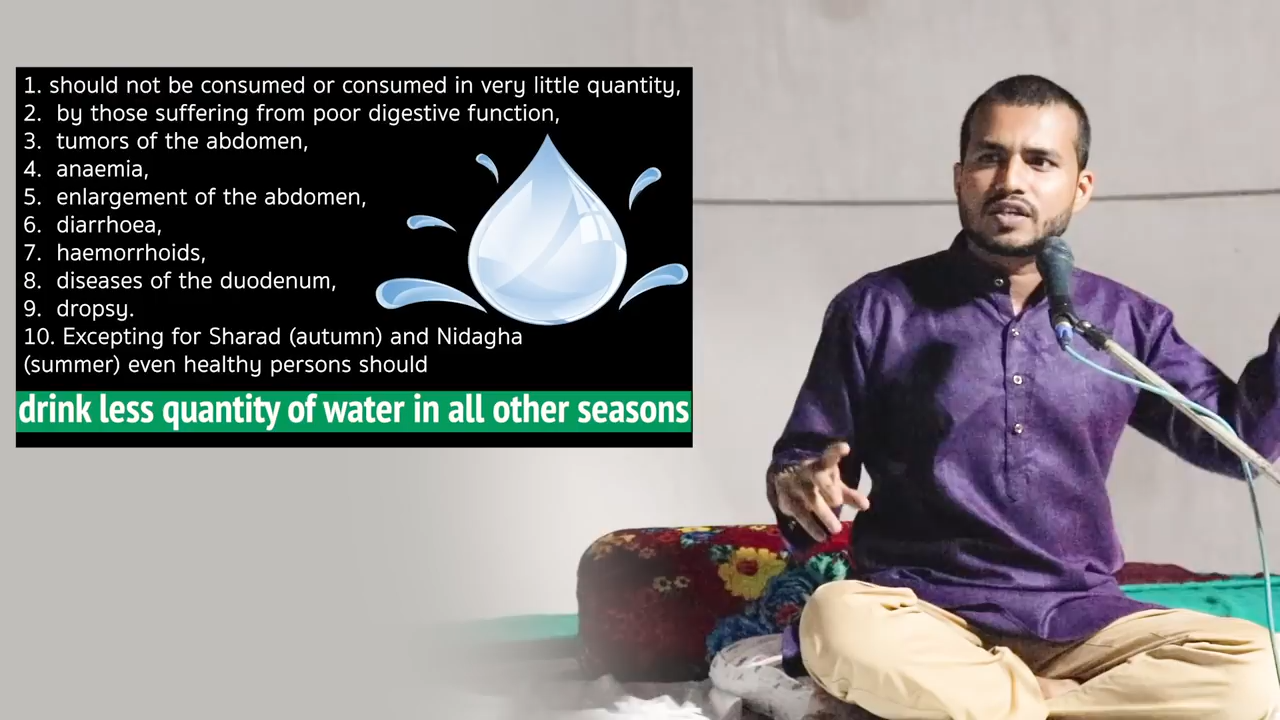 1. should not be consumed or consumed in very little quantity,
2. by those suffering from poor digestive function,
3. tumors of the abdomen,
4. anaemia,
5. enlargement of the abdomen,
6. diarrhoea,
7. haemorrhoids,
8. diseases of the duodenum,
9. dropsy.
10. Excepting for Sharad (autumn) and Nidagha
(summer) even healthy persons should
drink less quantity of water in all other seasons